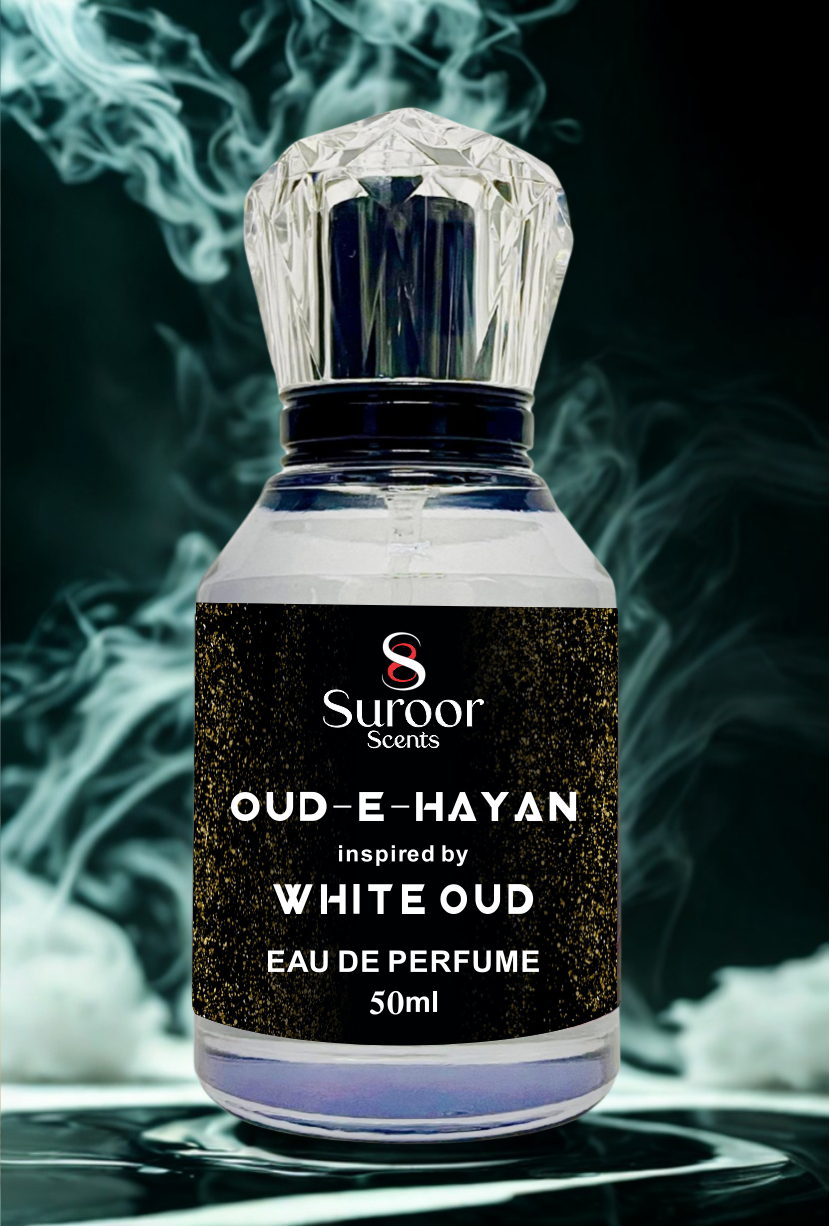 Suroor
Scents
OUD-E-HAYAN
inspired by
WHITE OUD
EAU DE PERFUME
50ml